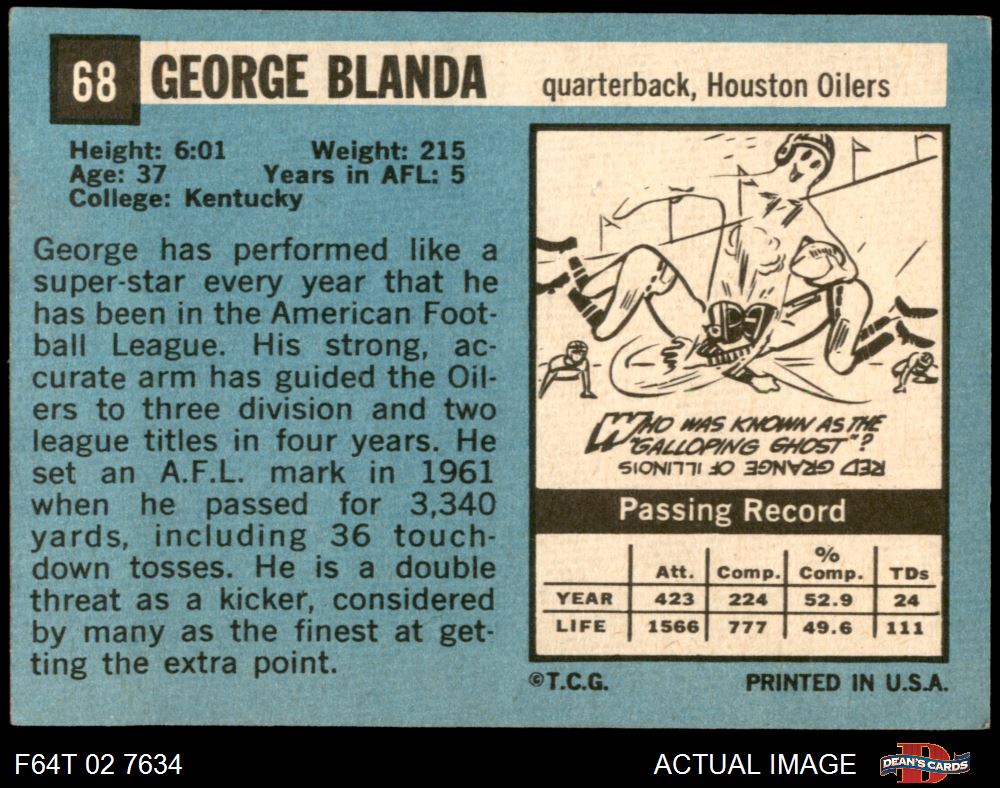 68 GEORGE BLANDA quarterback, Houston Oilers
Height: 6:01 Weight: 215
Age: 37 Years in AFL: 5
College: Kentucky
George has performed like a
super-star every year that he
has been in the American Foot-
ball League. His strong, ac-
curate arm has guided the Oil-
ers to three division and two
league titles in four years. He
set an A.F.L. mark in 1961
when he passed for 3,340
yards, including 36 touch-
down tosses. He is a double
threat as a kicker, considered
by many as the finest at get-
ting the extra point.
WHO WAS KNOWN AS THE
"GALLOPING GHOST"?
RED GRANGE OF ILLINOIS
Passing Record
Att. Comp. % Comp. TDs
YEAR 423 224 52.9 24
LIFE 1566 777 49.6 111
©T.C.G. PRINTED IN U.S.A.
F64T 02 7634 ACTUAL IMAGE D DEAN'S CARDS